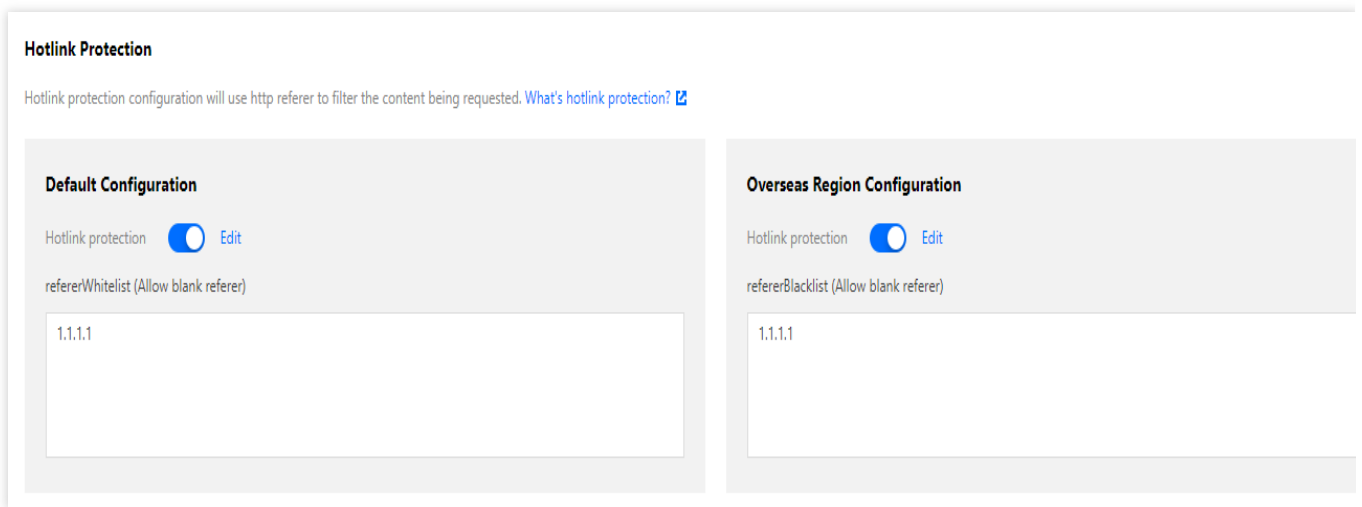 Hotlink Protection
Hotlink protection configuration will use http referer to filter the content being requested. What's hotlink protection?
Default Configuration
Hotlink protection Edit
refererWhitelist (Allow blank referer)
1.1.1.1
Overseas Region Configuration
Hotlink protection Edit
refererBlacklist (Allow blank referer)
1.1.1.1